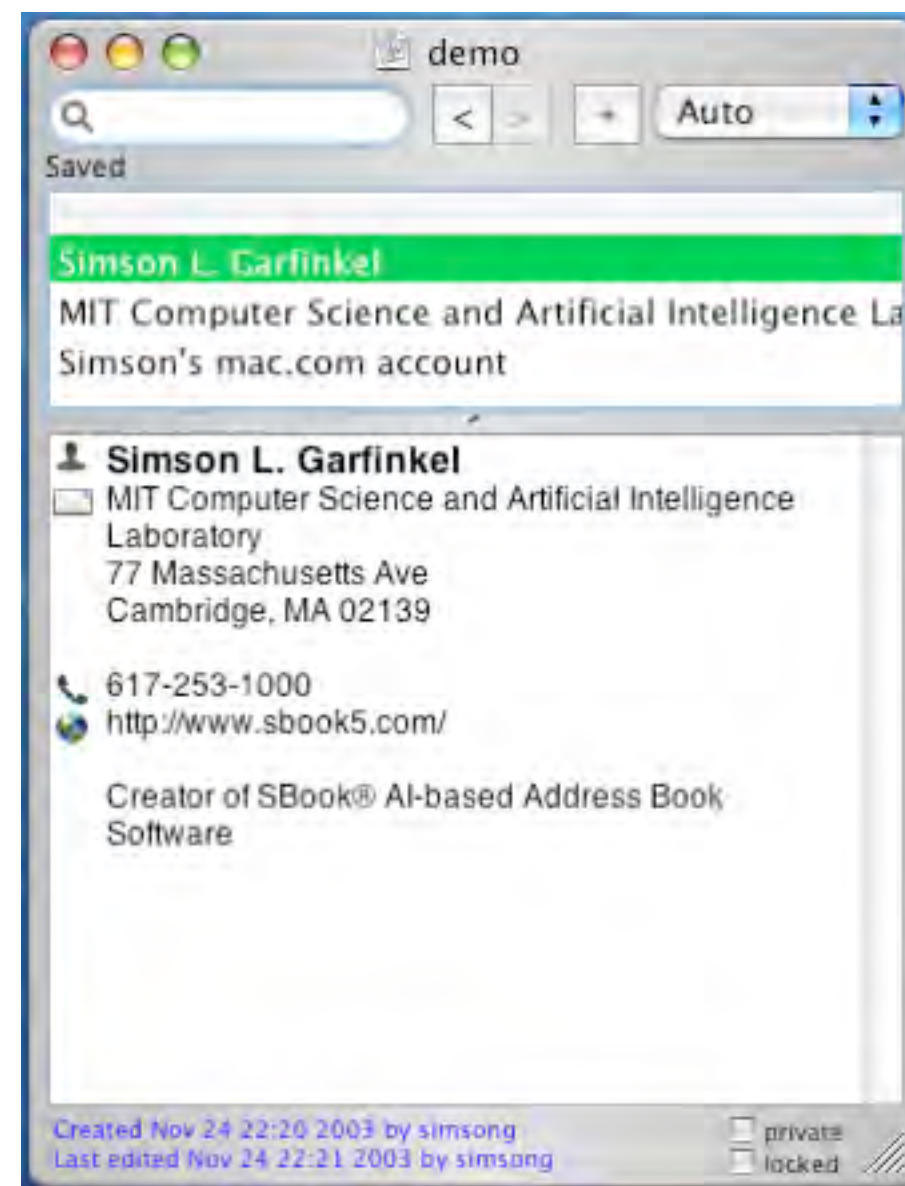 demo
< > + Auto
Saved
Simson L. Garfinkel
MIT Computer Science and Artificial Intelligence La
Simson's mac.com account
Simson L. Garfinkel
MIT Computer Science and Artificial Intelligence
Laboratory
77 Massachusetts Ave
Cambridge, MA 02139
617-253-1000
http://www.sbook5.com/
Creator of SBook® AI-based Address Book
Software
Created Nov 24 22:20 2003 by simsong
private
Last edited Nov 24 22:21 2003 by simsong
locked